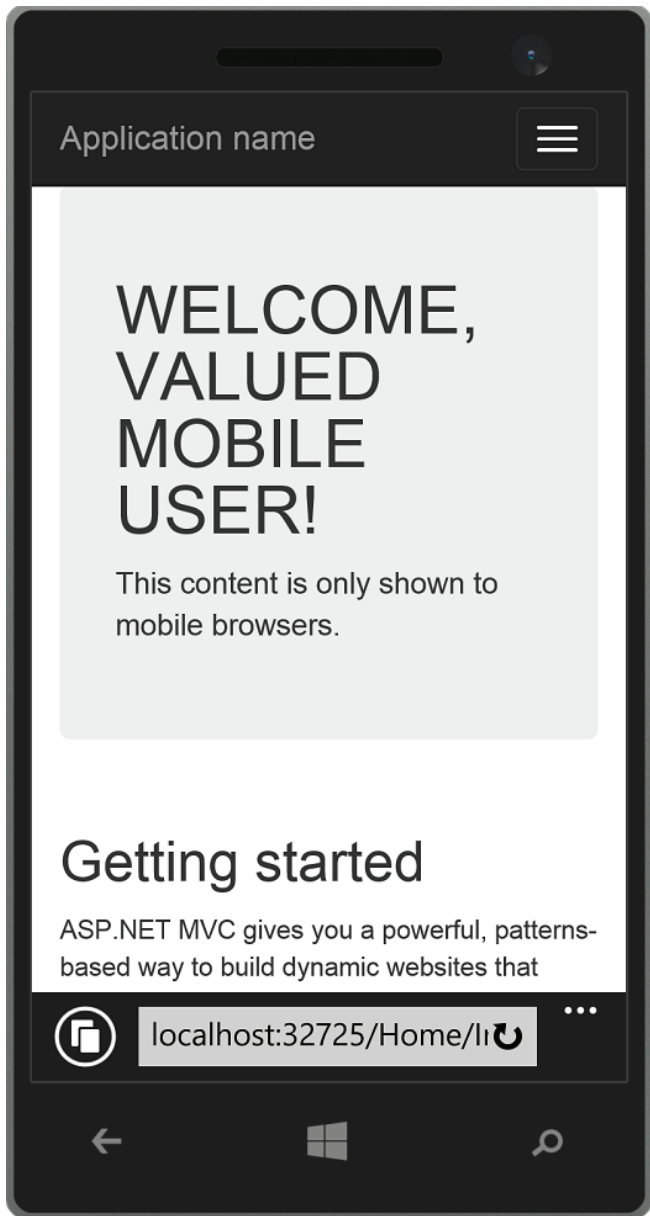 Application name
WELCOME,
VALUED
MOBILE
USER!
This content is only shown to
mobile browsers.
Getting started
ASP.NET MVC gives you a powerful, patterns-
based way to build dynamic websites that
localhost:32725/Home/